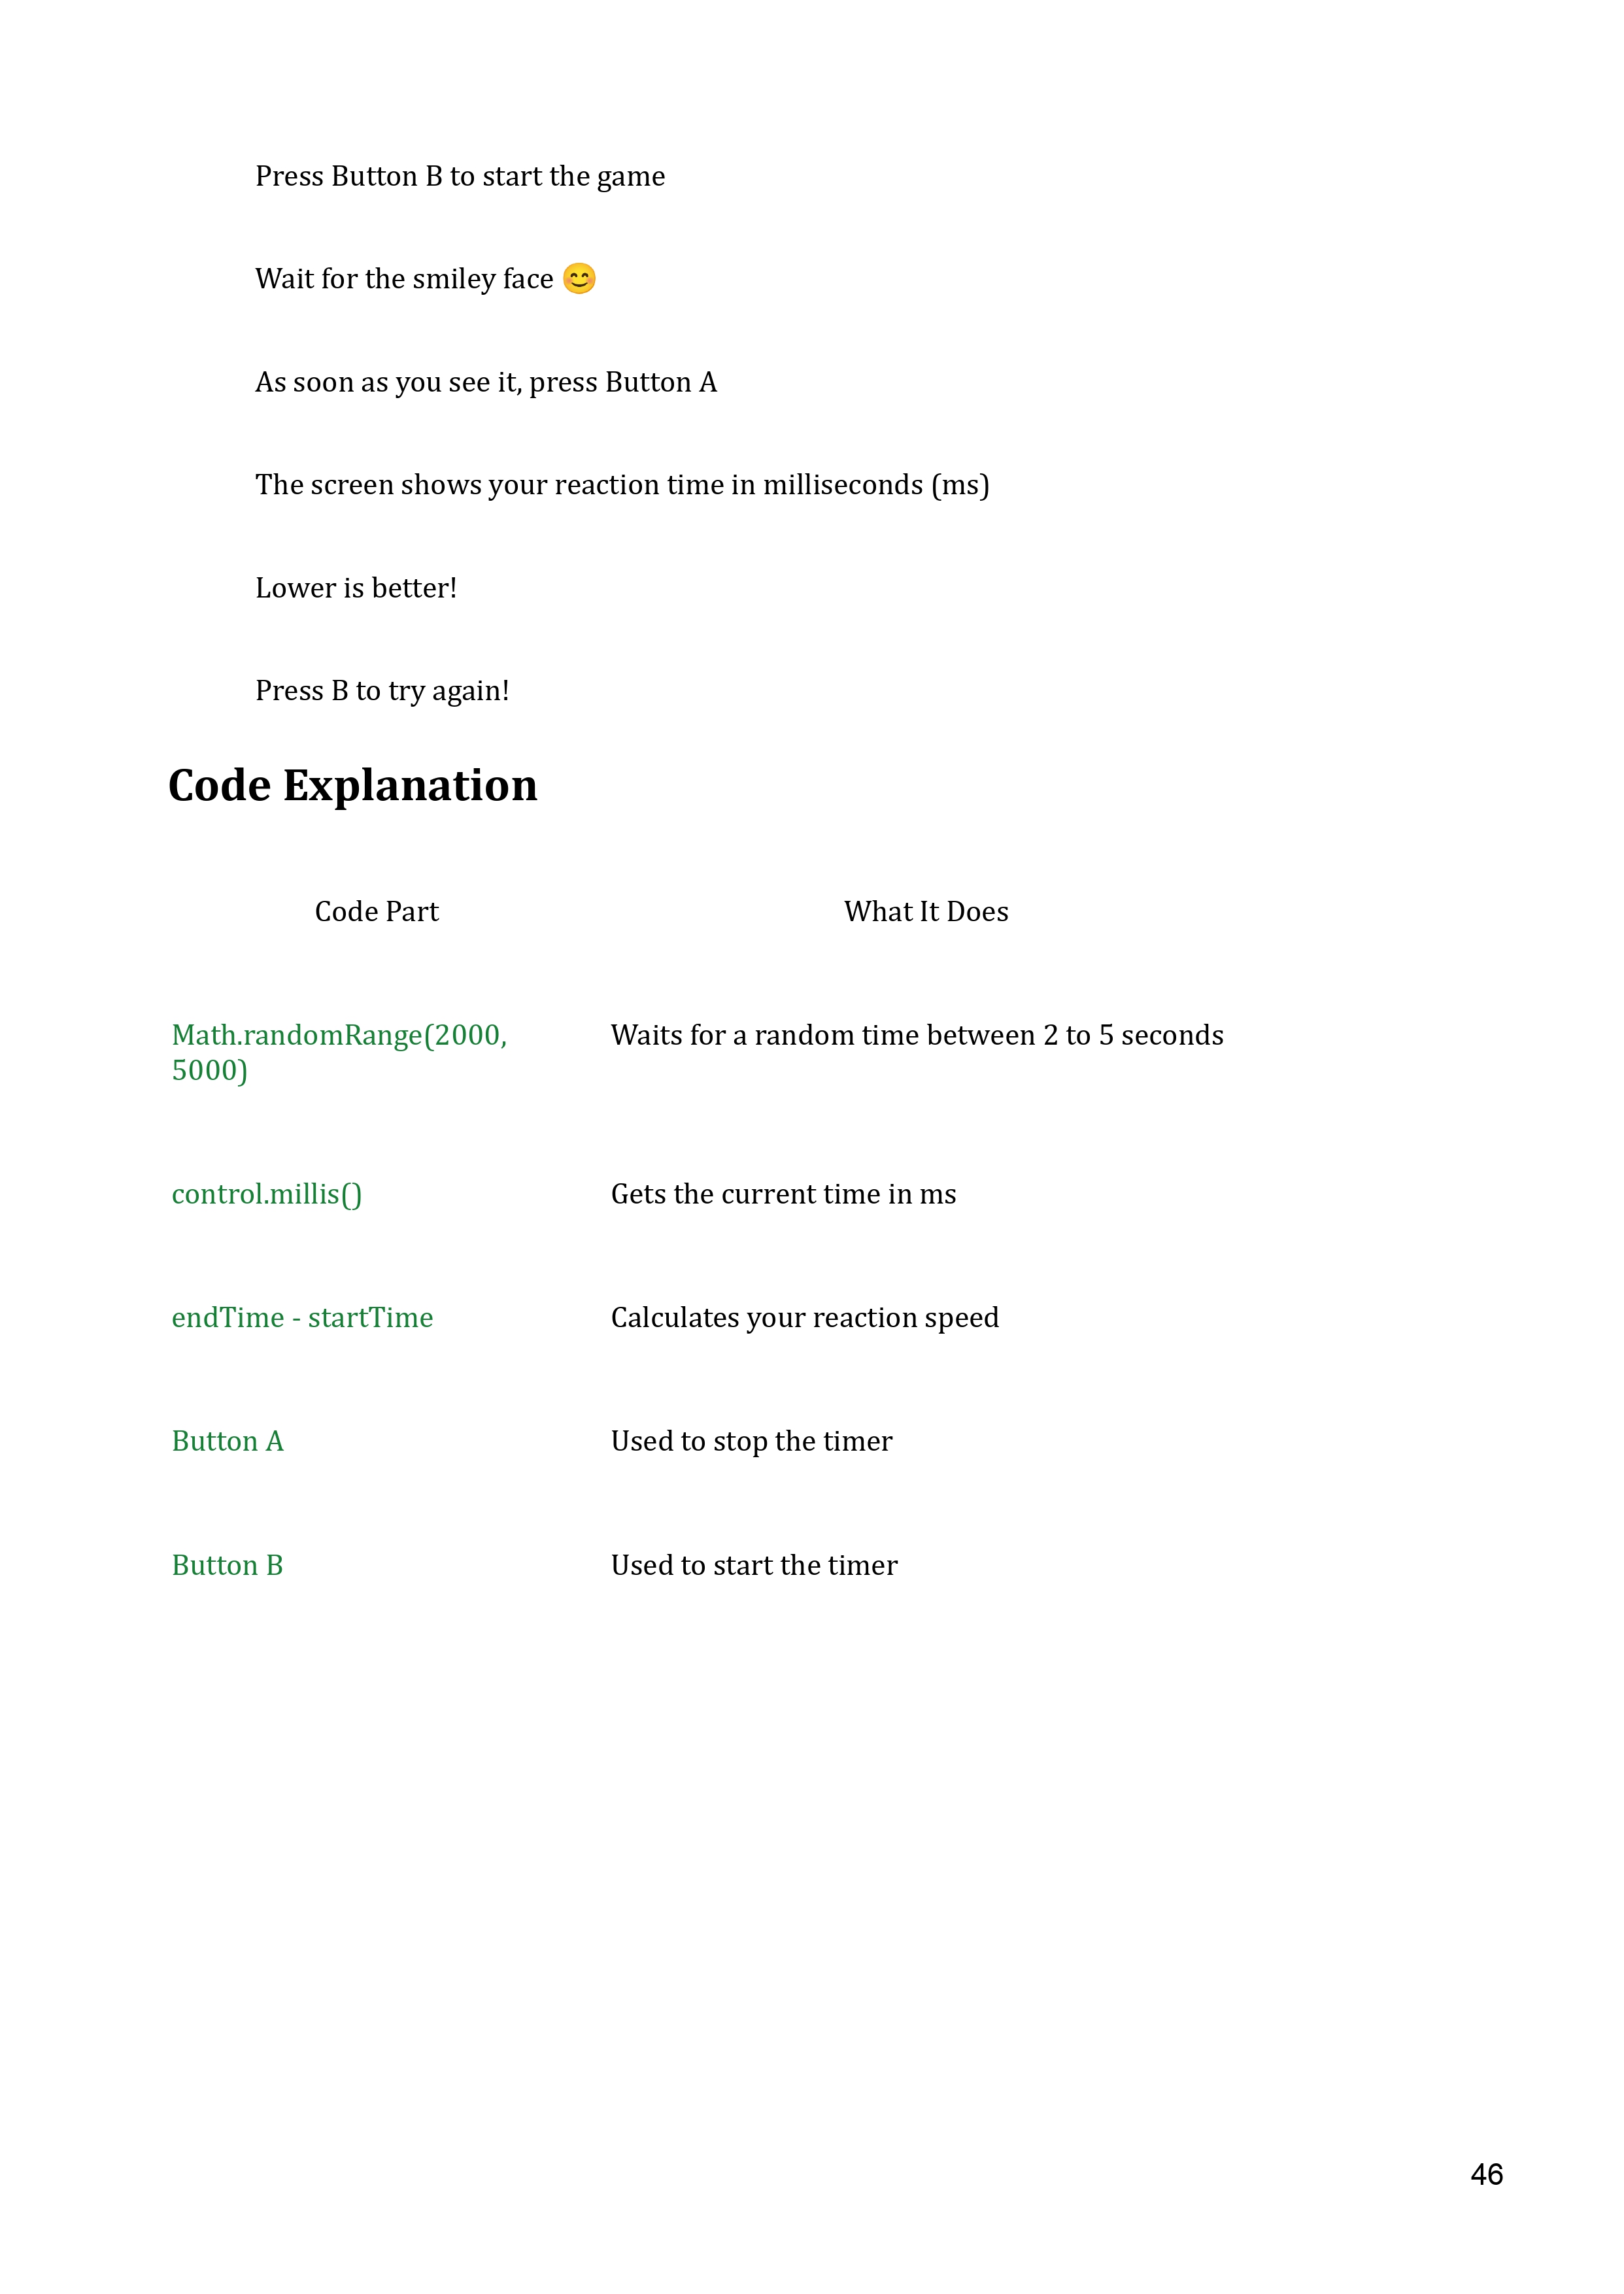 Press Button B to start the game
Wait for the smiley face 😊
As soon as you see it, press Button A
The screen shows your reaction time in milliseconds (ms)
Lower is better!
Press B to try again!
Code Explanation
Code Part What It Does
Math.randomRange(2000, Waits for a random time between 2 to 5 seconds
5000)
control.millis() Gets the current time in ms
endTime - startTime Calculates your reaction speed
Button A Used to stop the timer
Button B Used to start the timer
46